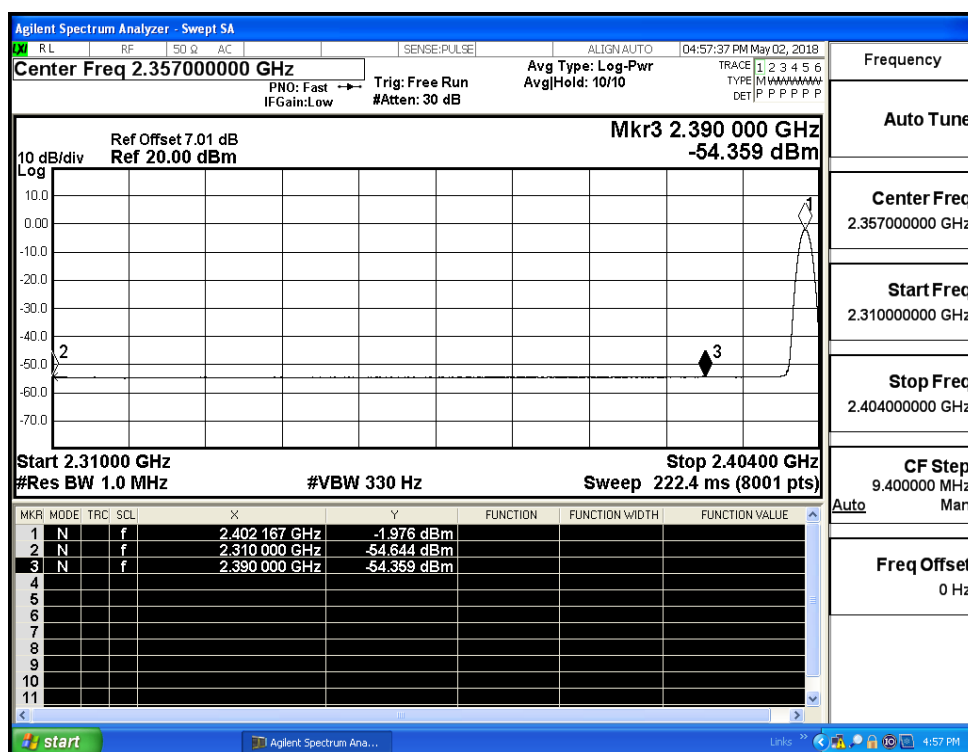 Agilent Spectrum Analyzer - Swept SA
LXI RL RF 50 Ω AC SENSE:PULSE ALIGN AUTO 04:57:37 PM May 02, 2018
Center Freq 2.357000000 GHz
PNO: Fast
IFGain:Low
Trig: Free Run
#Atten: 30 dB
Avg Type: Log-Pwr
Avg|Hold: 10/10
TRACE 1 2 3 4 5 6
TYPE M W W W W W
DET P P P P P P
Ref Offset 7.01 dB
10 dB/div Ref 20.00 dBm
Log
Mkr3 2.390 000 GHz
-54.359 dBm
10.0
0.00
-10.0
-20.0
-30.0
-40.0
-50.0
-60.0
-70.0
1
2
3
Start 2.31000 GHz Stop 2.40400 GHz
#Res BW 1.0 MHz #VBW 330 Hz Sweep 222.4 ms (8001 pts)
MKR MODE TRC SCL X Y FUNCTION FUNCTION WIDTH FUNCTION VALUE
1 N f 2.402 167 GHz -1.976 dBm
2 N f 2.310 000 GHz -54.644 dBm
3 N f 2.390 000 GHz -54.359 dBm
4
5
6
7
8
9
10
11
Frequency
Auto Tune
Center Freq
2.357000000 GHz
Start Freq
2.310000000 GHz
Stop Freq
2.404000000 GHz
CF Step
9.400000 MHz
Auto Man
Freq Offset
0 Hz
start Agilent Spectrum Ana... Links » 4:57 PM